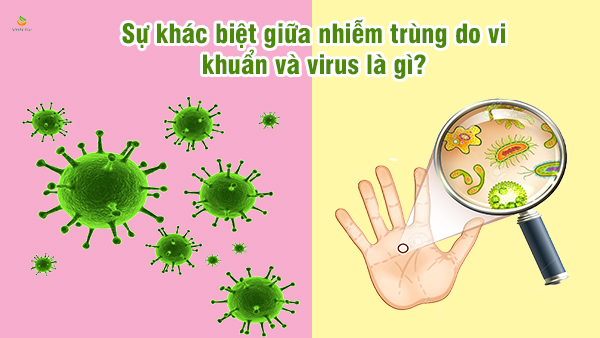 Sự khác biệt giữa nhiễm trùng do vi
khuẩn và virus là gì?